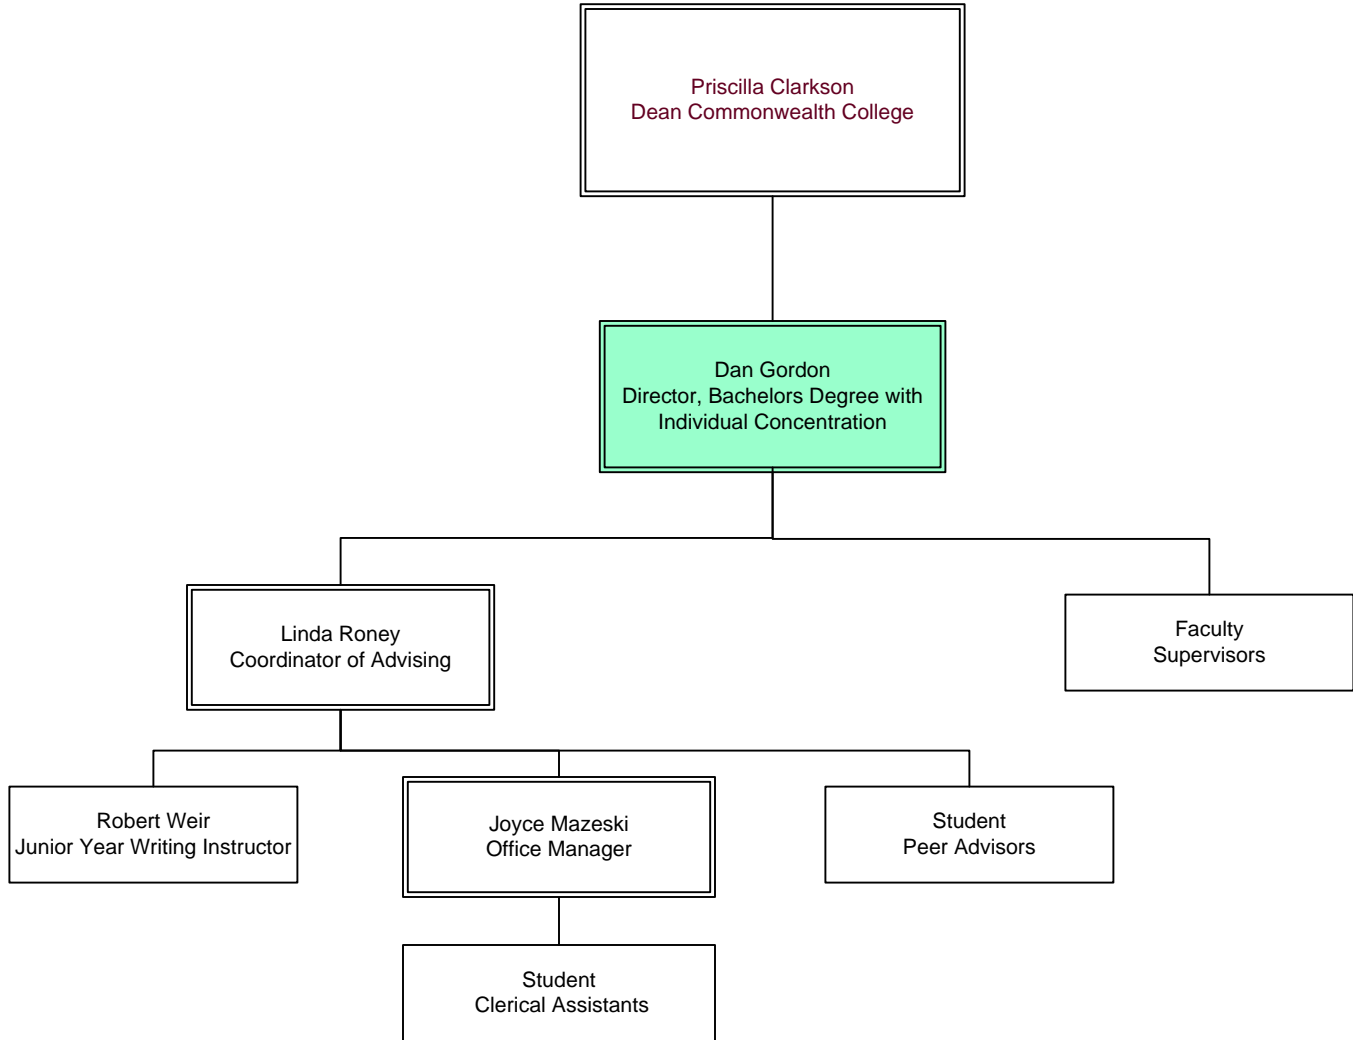 Priscilla Clarkson
Dean Commonwealth College
Dan Gordon
Director, Bachelors Degree with
Individual Concentration
Linda Roney
Coordinator of Advising
Faculty
Supervisors
Robert Weir
Junior Year Writing Instructor
Joyce Mazeski
Office Manager
Student
Peer Advisors
Student
Clerical Assistants